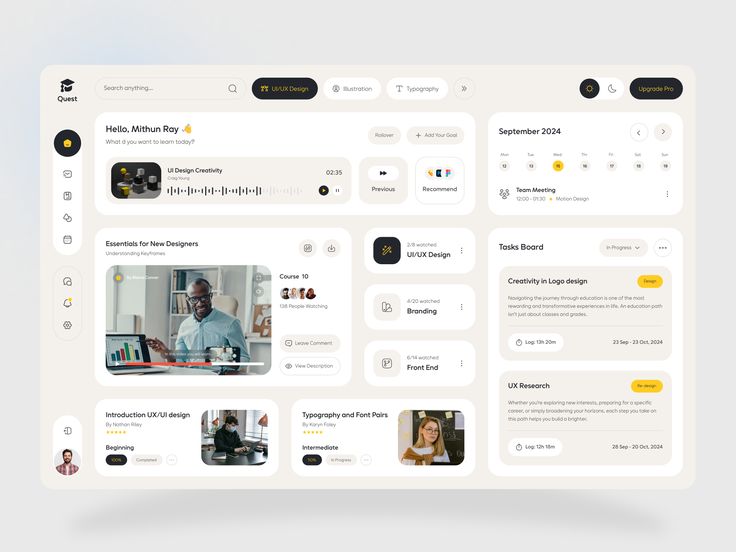 Quest
Search anything...
UI/UX Design
Illustration
Typography
Upgrade Pro
Hello, Mithun Ray
What d you want to learn today?
Rollover
+ Add Your Goal
UI Design Creativity
Craig Young
02:35
Previous
Recommend
September 2024
Mon Tue Wed Thu Fri Sat Sun
12 13 15 16 17 18 19
Team Meeting
12:00 - 01:30 Motion Design
Essentials for New Designers
Understanding Keyframes
Course 10
138 People Watching
Leave Comment
View Description
2/8 watched
UI/UX Design
4/20 watched
Branding
6/14 watched
Front End
Tasks Board
In Progress
Creativity in Logo design
Design
Navigating the journey through education is one of the most
rewarding and transformative experiences in life. An education path
isn't just about classes and grades.
Log: 13h 20m
23 Sep - 23 Oct, 2024
UX Research
Re-design
Whether you're exploring new interests, preparing for a specific
career, or simply broadening your horizons, each step you take on
this path helps you build a brighter.
Log: 12h 18m
28 Sep - 20 Oct, 2024
Introduction UX/UI design
By Nathan Riley
Beginning
100%
Completed
Typography and Font Pairs
By Koryn Foley
Intermediate
50%
In Progress